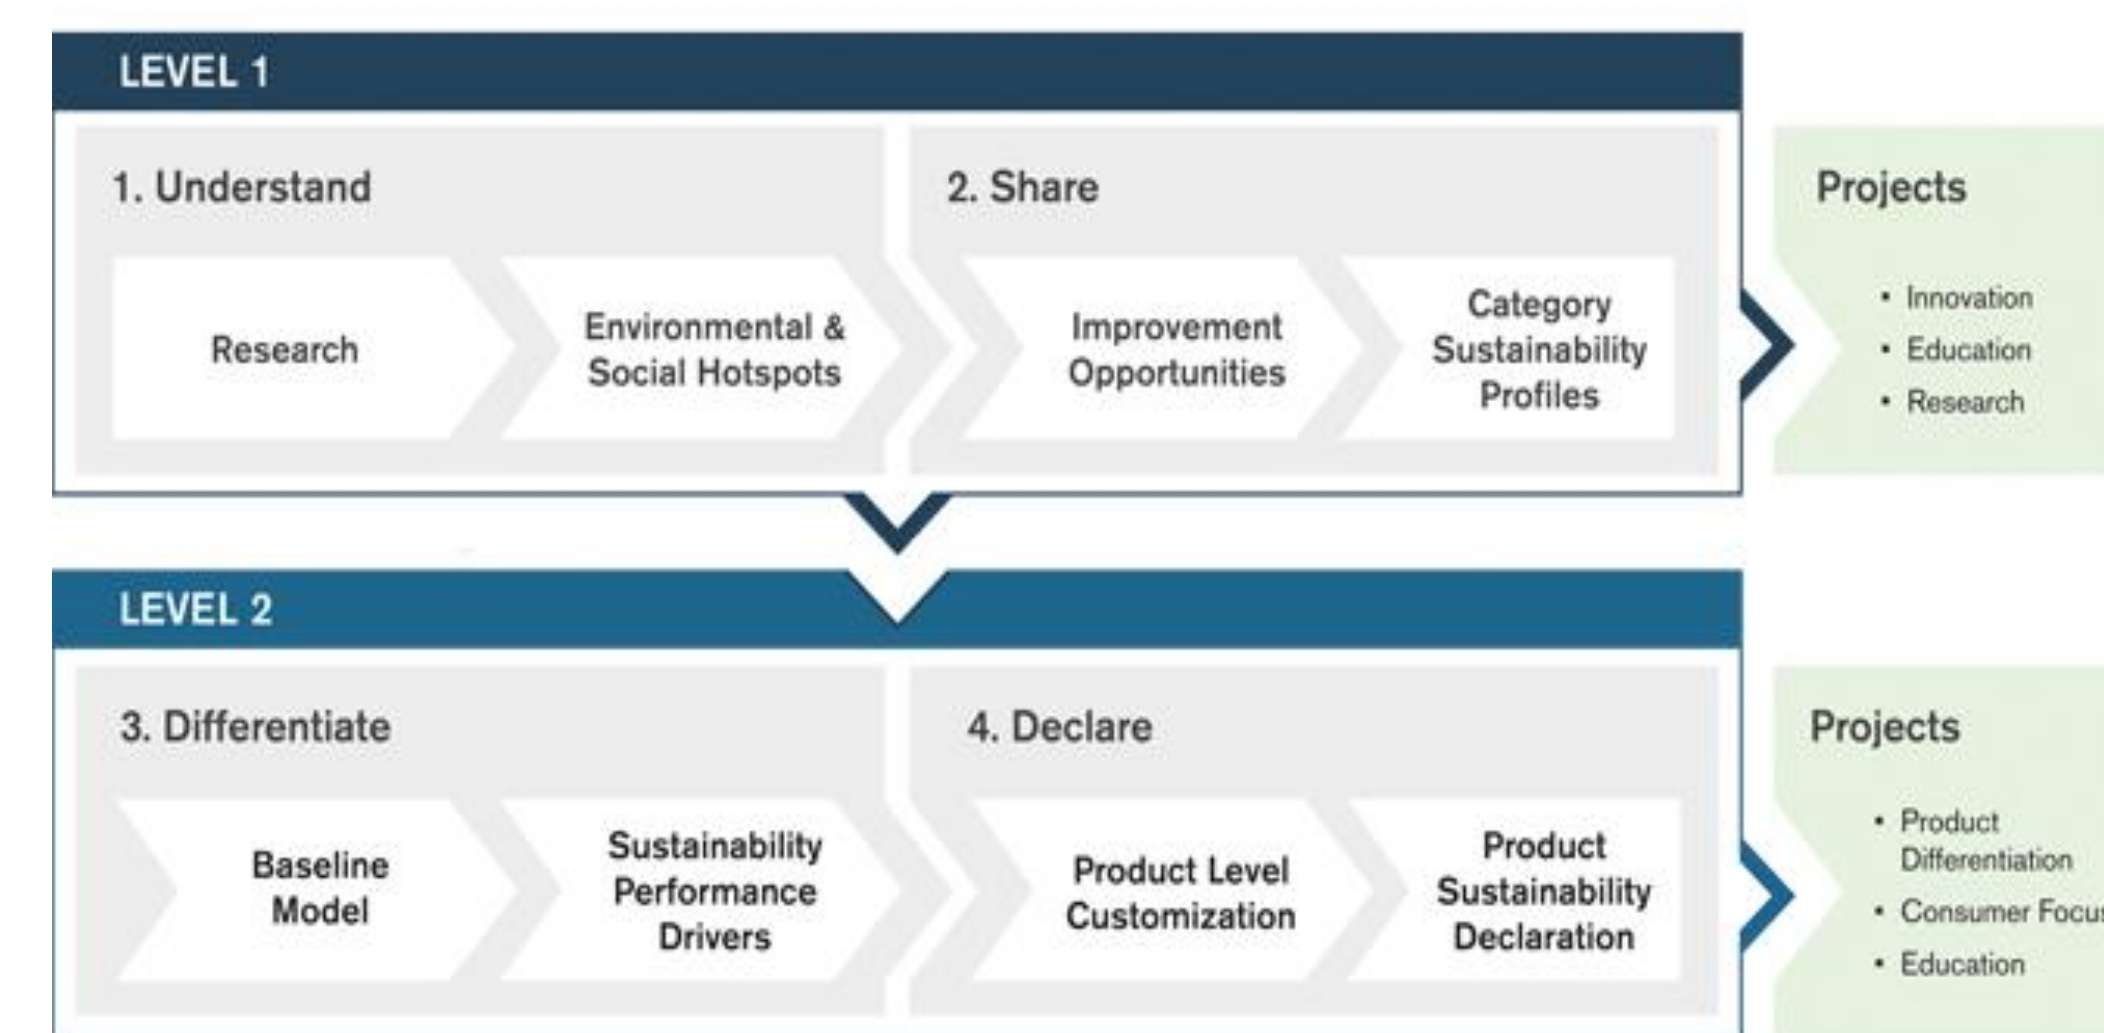 LEVEL 1
1. Understand
Research
Environmental &
Social Hotspots
2. Share
Improvement
Opportunities
Category
Sustainability
Profiles
Projects
• Innovation
• Education
• Research
LEVEL 2
3. Differentiate
Baseline
Model
Sustainability
Performance
Drivers
4. Declare
Product Level
Customization
Product
Sustainability
Declaration
Projects
• Product
Differentiation
• Consumer Focus
• Education